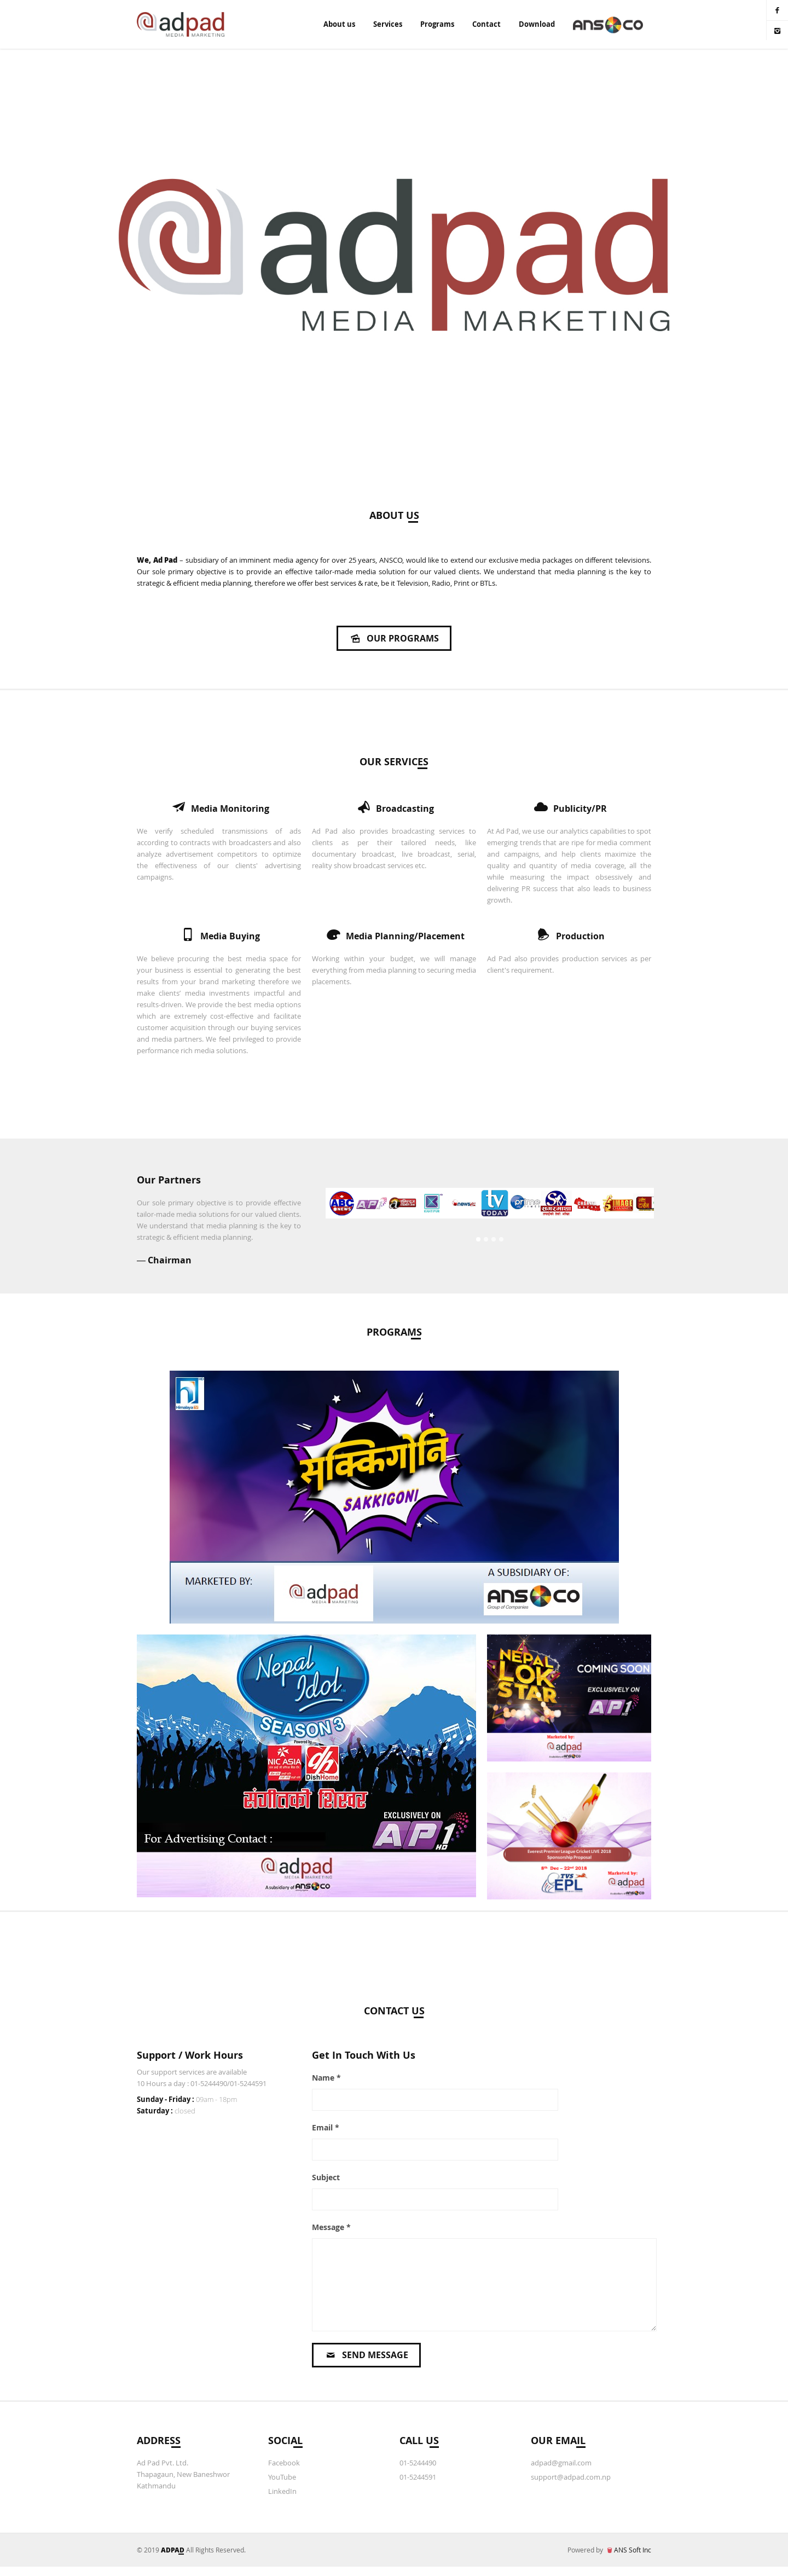 adpad
MEDIA MARKETING
About us
Services
Programs
Contact
Download
ANSCO
adpad
MEDIA MARKETING
ABOUT US
We, Ad Pad – subsidiary of an imminent media agency for over 25 years, ANSCO, would like to extend our exclusive media packages on different televisions.
Our sole primary objective is to provide an effective tailor-made media solution for our valued clients. We understand that media planning is the key to
strategic & efficient media planning, therefore we offer best services & rate, be it Television, Radio, Print or BTLs.
OUR PROGRAMS
OUR SERVICES
Media Monitoring
We verify scheduled transmissions of ads
according to contracts with broadcasters and also
analyze advertisement competitors to optimize
the effectiveness of our clients' advertising
campaigns.
Broadcasting
Ad Pad also provides broadcasting services to
clients as per their tailored needs, like
documentary broadcast, live broadcast, serial,
reality show broadcast services etc.
Publicity/PR
At Ad Pad, we use our analytics capabilities to spot
emerging trends that are ripe for media comment
and campaigns, and help clients maximize the
quality and quantity of media coverage, all the
while measuring the impact obsessively and
delivering PR success that also leads to business
growth.
Media Buying
We believe procuring the best media space for
your business is essential to generating the best
results from your brand marketing therefore we
make clients' media investments impactful and
results-driven. We provide the best media options
which are extremely cost-effective and facilitate
customer acquisition through our buying services
and media partners. We feel privileged to provide
performance rich media solutions.
Media Planning/Placement
Working within your budget, we will manage
everything from media planning to securing media
placements.
Production
Ad Pad also provides production services as per
client's requirement.
Our Partners
Our sole primary objective is to provide effective
tailor-made media solutions for our valued clients.
We understand that media planning is the key to
strategic & efficient media planning.
— Chairman
ABC
NEWS
AP1
tv
TODAY
prime
IMAGE
PROGRAMS
सक्किगोनि
SAKKIGONI
MARKETED BY:
adpad
MEDIA MARKETING
A SUBSIDIARY OF:
ANSCO
Group of Companies
Nepal
Idol
SEASON 3
Powered by
NIC ASIA
dh
DishHome
संगीतको शिखर
EXCLUSIVELY ON
AP1 HD
For Advertising Contact :
adpad
MEDIA MARKETING
A subsidiary of ANSCO
NEPAL
LOK
STAR
COMING SOON
EXCLUSIVELY ON
AP1
Marketed by:
adpad
ANSCO
Everest Premier League Cricket LIVE 2018
Sponsorship Proposal
8th Dec – 22nd 2018
TVS
EPL
Marketed by:
adpad
ANSCO
CONTACT US
Support / Work Hours
Our support services are available
10 Hours a day : 01-5244490/01-5244591
Sunday - Friday : 09am - 18pm
Saturday : closed
Get In Touch With Us
Name *
Email *
Subject
Message *
SEND MESSAGE
ADDRESS
Ad Pad Pvt. Ltd.
Thapagaun, New Baneshwor
Kathmandu
SOCIAL
Facebook
YouTube
LinkedIn
CALL US
01-5244490
01-5244591
OUR EMAIL
adpad@gmail.com
support@adpad.com.np
© 2019 ADPAD All Rights Reserved.
Powered by ANS Soft Inc